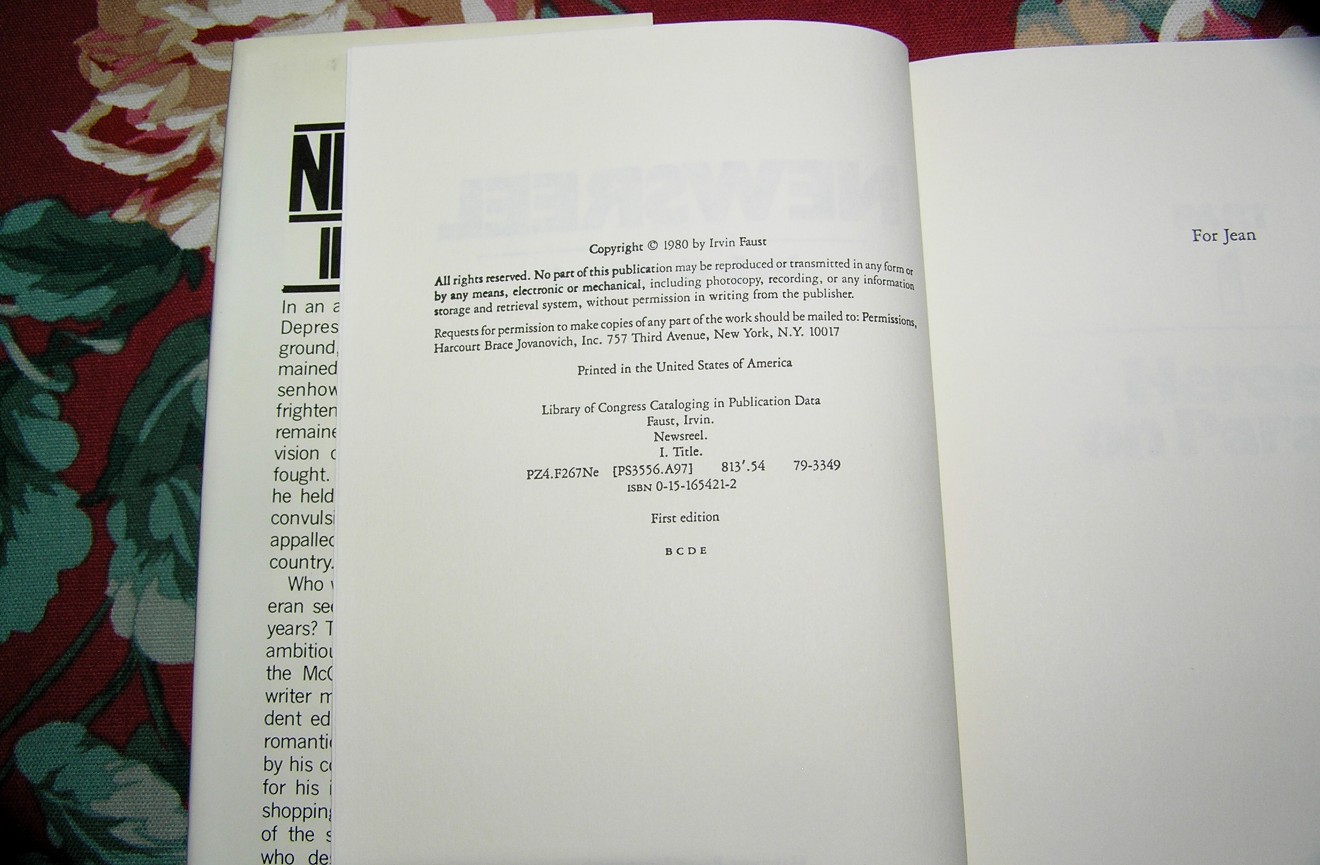 In an
Depres
ground,
mained
senhow
frighten
remaine
vision
fought.
he held
convulsi
appalled
country.
Who
eran see
years? T
ambitiou
the McC
writer m
dent ed
romanti
by his c
for his i
shopping
of the s
who de
NEWSREEL
Copyright © 1980 by Irvin Faust
All rights reserved. No part of this publication may be reproduced or transmitted in any form or
by any means, electronic or mechanical, including photocopy, recording, or any information
storage and retrieval system, without permission in writing from the publisher.
Requests for permission to make copies of any part of the work should be mailed to: Permissions,
Harcourt Brace Jovanovich, Inc. 757 Third Avenue, New York, N.Y. 10017
Printed in the United States of America
Library of Congress Cataloging in Publication Data
Faust, Irvin.
Newsreel.
I. Title.
PZ4.F267Ne [PS3556.A97] 813'.54 79-3349
ISBN 0-15-165421-2
First edition
B C D E
For Jean